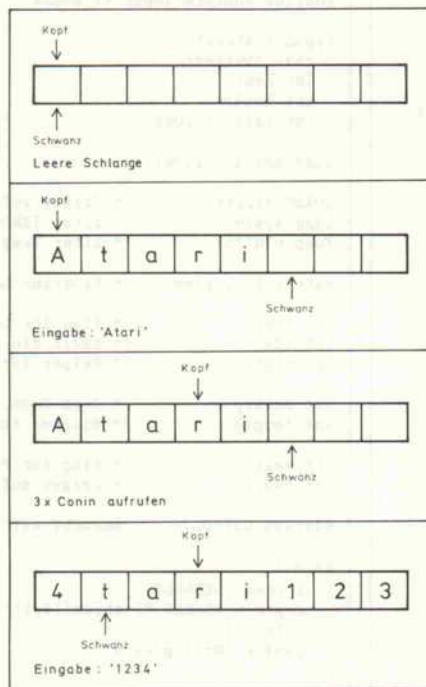 Kopf
Schwanz
Leere Schlange
Kopf
A t a r i
Schwanz
Eingabe: 'Atari'
Kopf
A t a r i
Schwanz
3x Conin aufrufen
Kopf
4 t a r i 1 2 3
Schwanz
Eingabe: '1234'